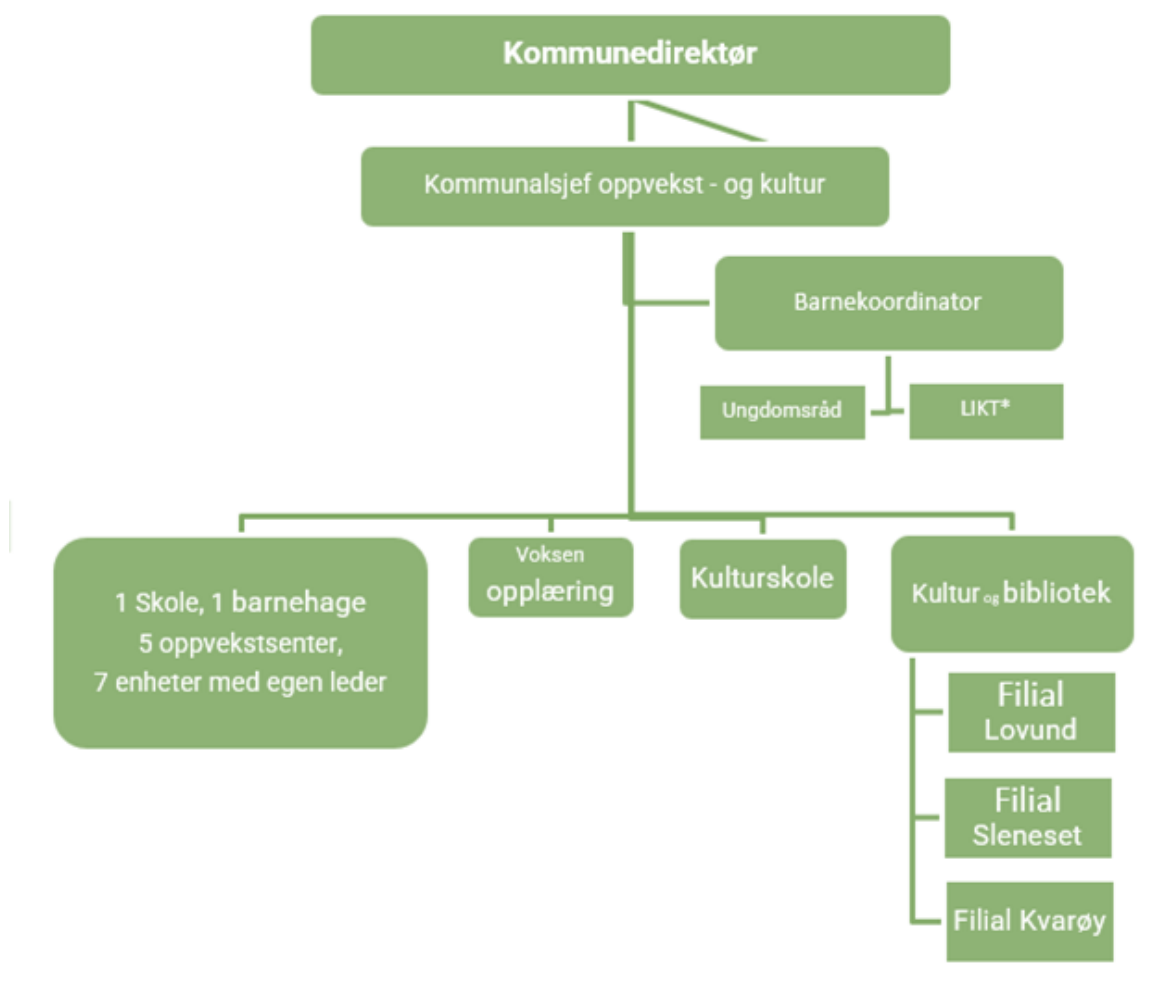 Kommunedirektør
Kommunalsjef oppvekst - og kultur
Barnekoordinator
Ungdomsråd
LIKT*
1 Skole, 1 barnehage
5 oppvekstsenter,
7 enheter med egen leder
Voksen
opplæring
Kulturskole
Kultur og bibliotek
Filial
Lovund
Filial
Sleneset
Filial Kvarøy